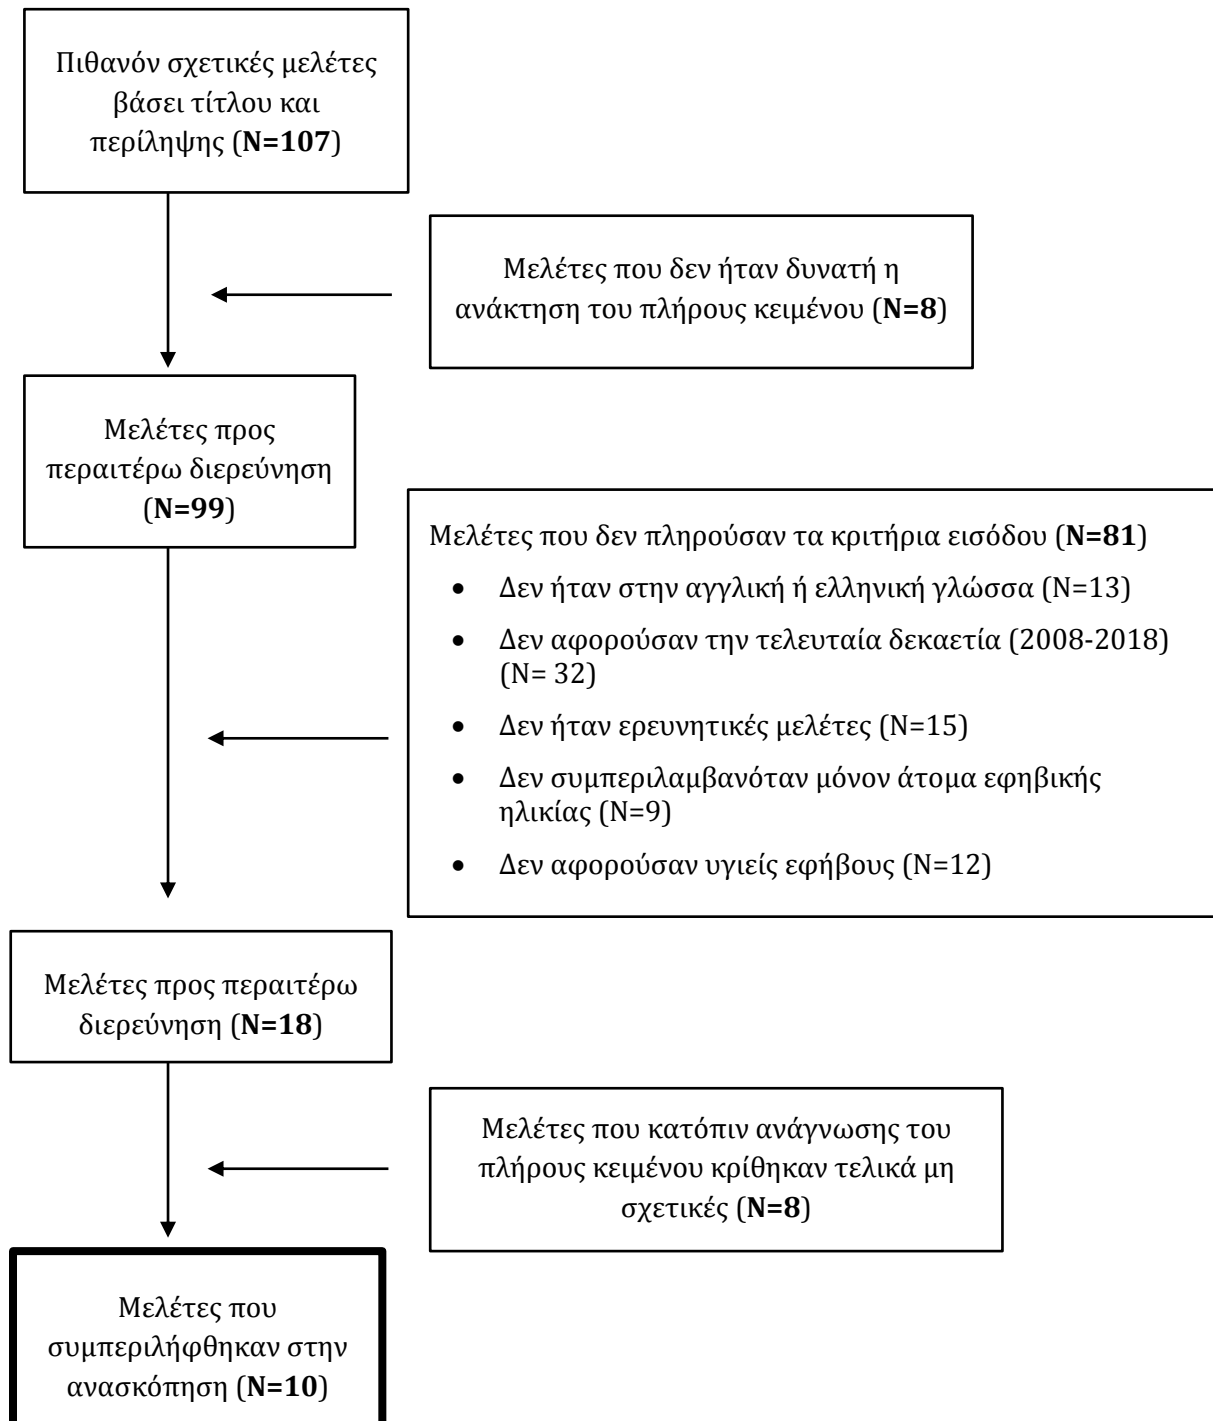 Πιθανόν σχετικές μελέτες
βάσει τίτλου και
περίληψης (N=107)
Μελέτες που δεν ήταν δυνατή η
ανάκτηση του πλήρους κειμένου (N=8)
Μελέτες προς
περαιτέρω διερεύνηση
(N=99)
Μελέτες που δεν πληρούσαν τα κριτήρια εισόδου (N=81)
• Δεν ήταν στην αγγλική ή ελληνική γλώσσα (N=13)
• Δεν αφορούσαν την τελευταία δεκαετία (2008-2018)
(N= 32)
• Δεν ήταν ερευνητικές μελέτες (N=15)
• Δεν συμπεριλαμβανόταν μόνον άτομα εφηβικής
ηλικίας (N=9)
• Δεν αφορούσαν υγιείς εφήβους (N=12)
Μελέτες προς περαιτέρω
διερεύνηση (N=18)
Μελέτες που κατόπιν ανάγνωσης του
πλήρους κειμένου κρίθηκαν τελικά μη
σχετικές (N=8)
Μελέτες που
συμπεριλήφθηκαν στην
ανασκόπηση (N=10)